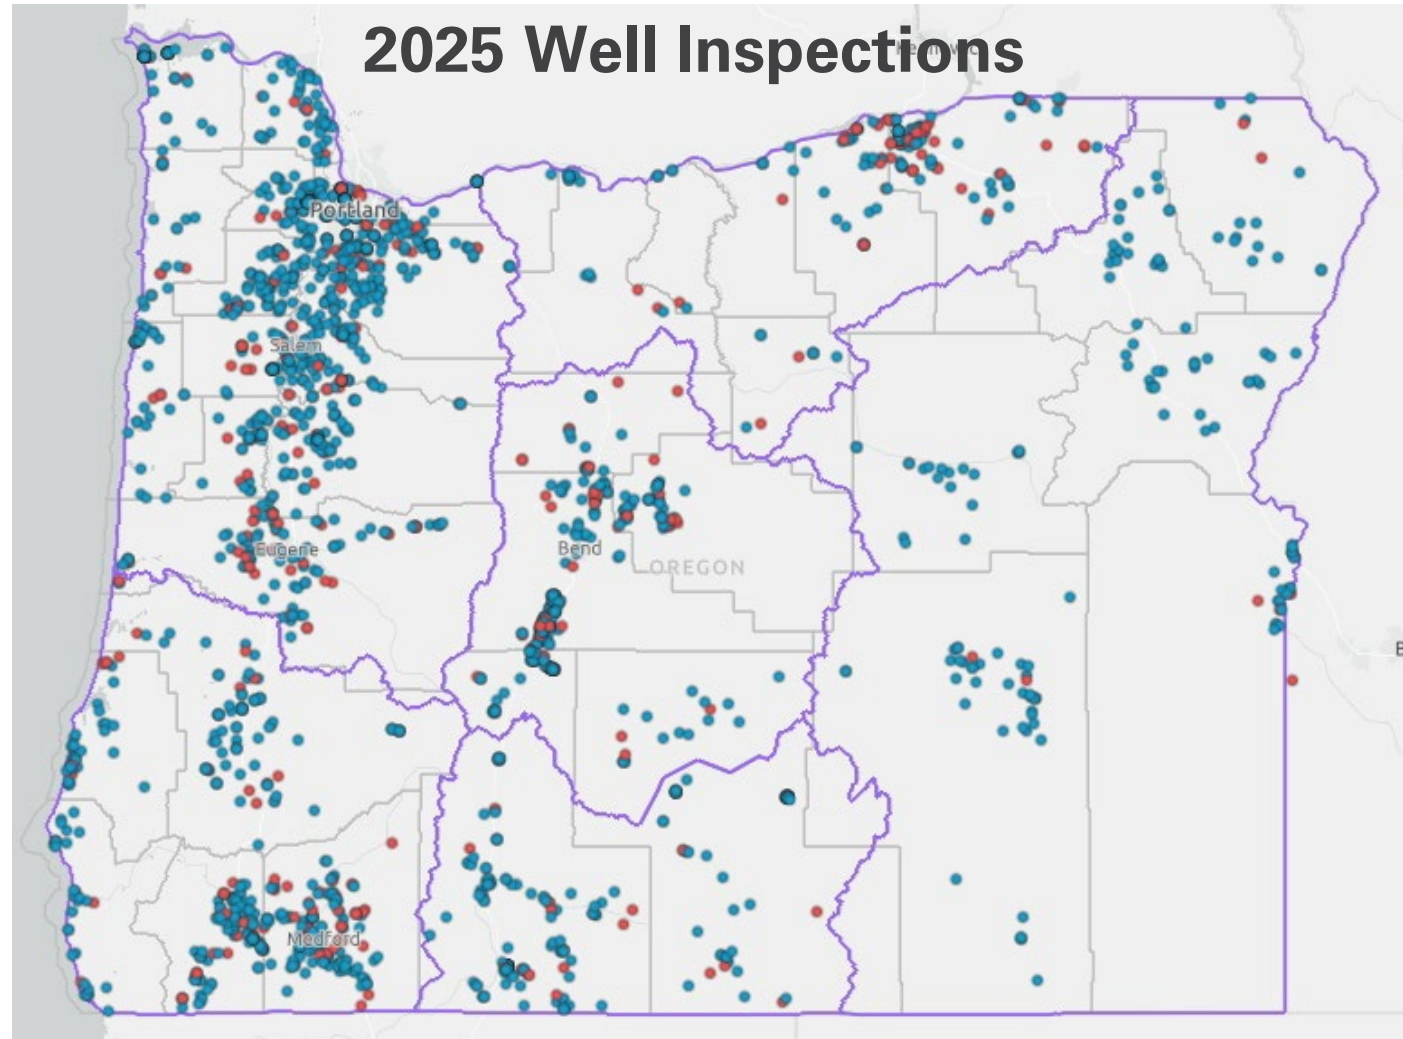 2025 Well Inspections
Portland
Salem
Eugene
Bend
OREGON
Medford